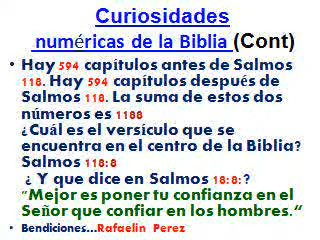 Curiosidades
numéricas de la Biblia (Cont)
• Hay 594 capítulos antes de Salmos
118. Hay 594 capítulos después de
Salmos 118. La suma de estos dos
números es 1188
¿Cuál es el versículo que se
encuentra en el centro de la Biblia?
Salmos 118:8
¿ Y que dice en Salmos 18:8:?
"Mejor es poner tu confianza en el
Señor que confiar en los hombres."
• Bendiciones...Rafaelin Perez